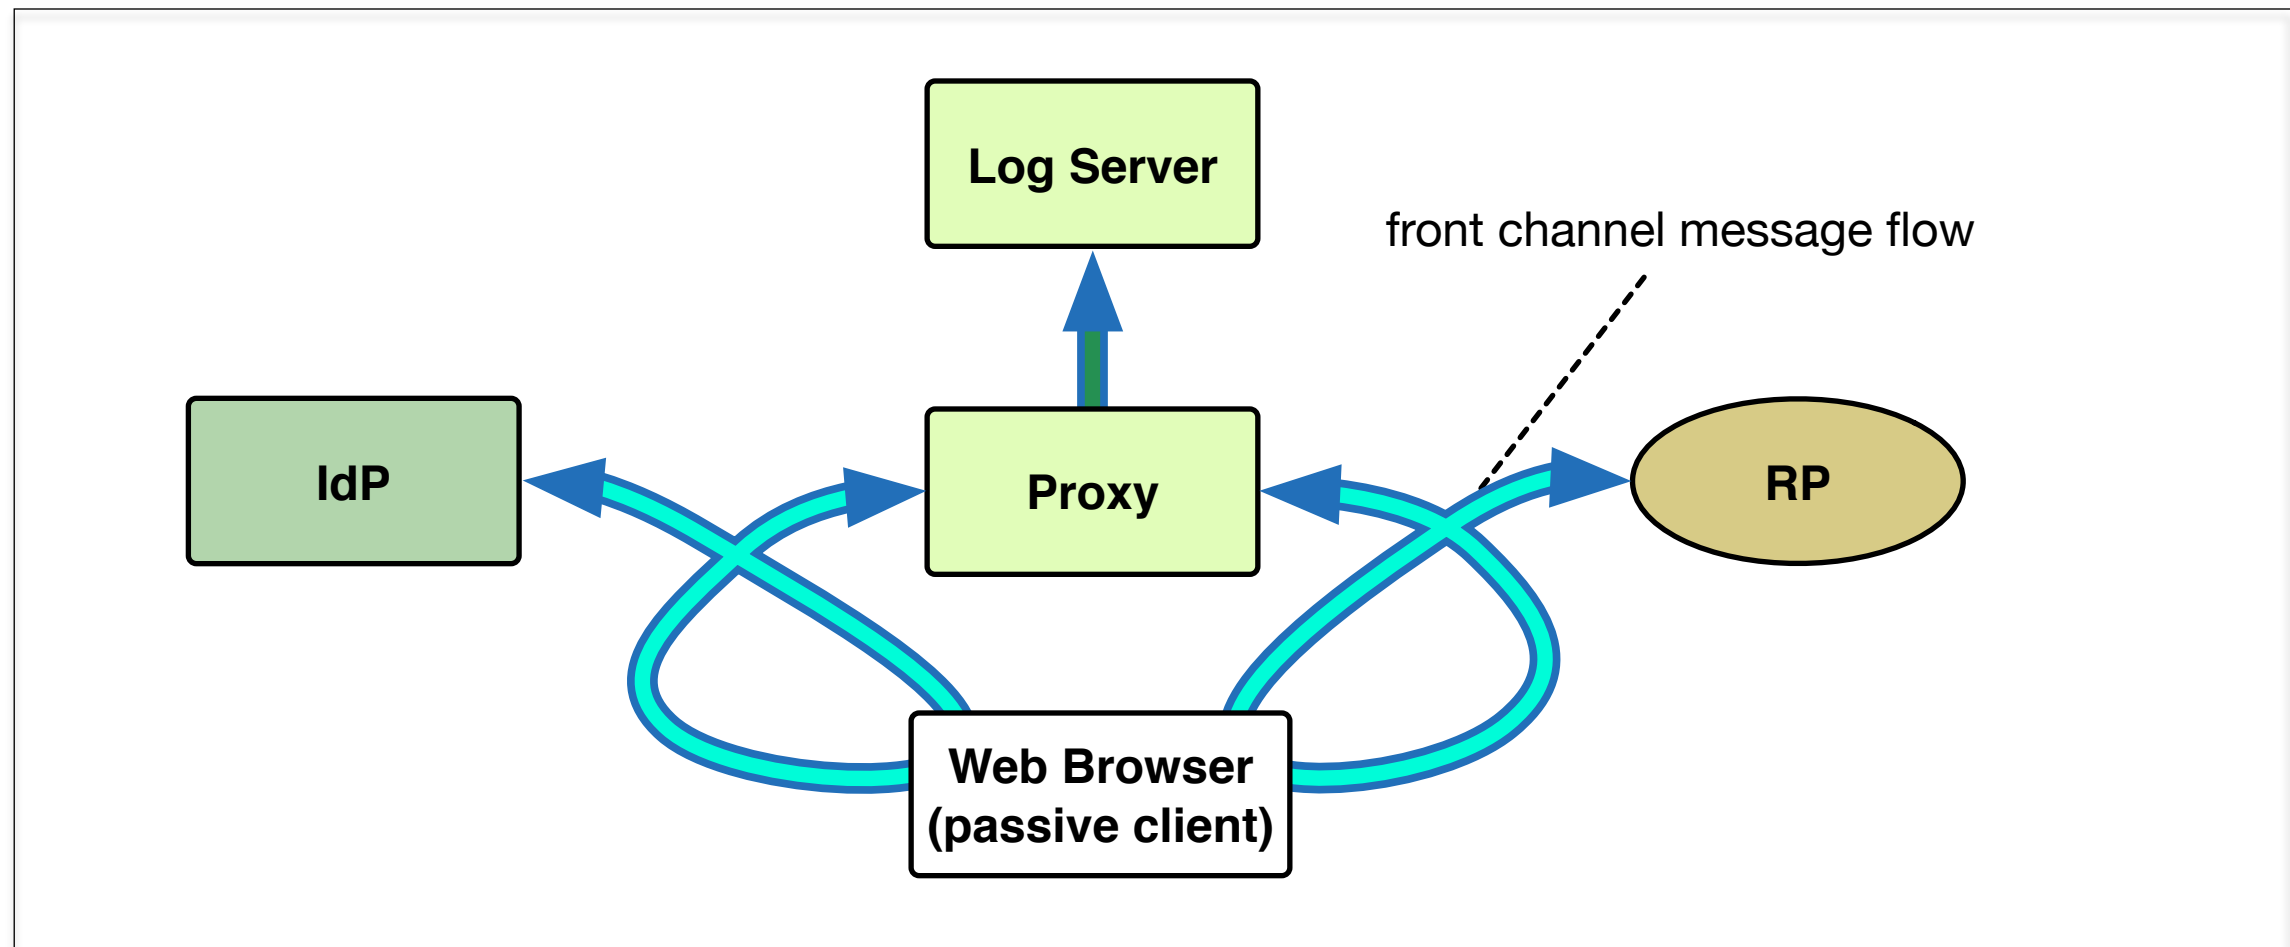 Log Server
front channel message flow
IdP
Proxy
RP
Web Browser
(passive client)